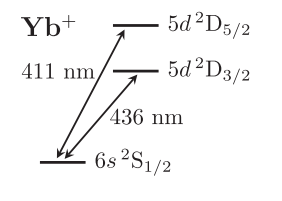 Yb⁺
5d ²D₅/₂
411 nm
5d ²D₃/₂
436 nm
6s ²S₁/₂